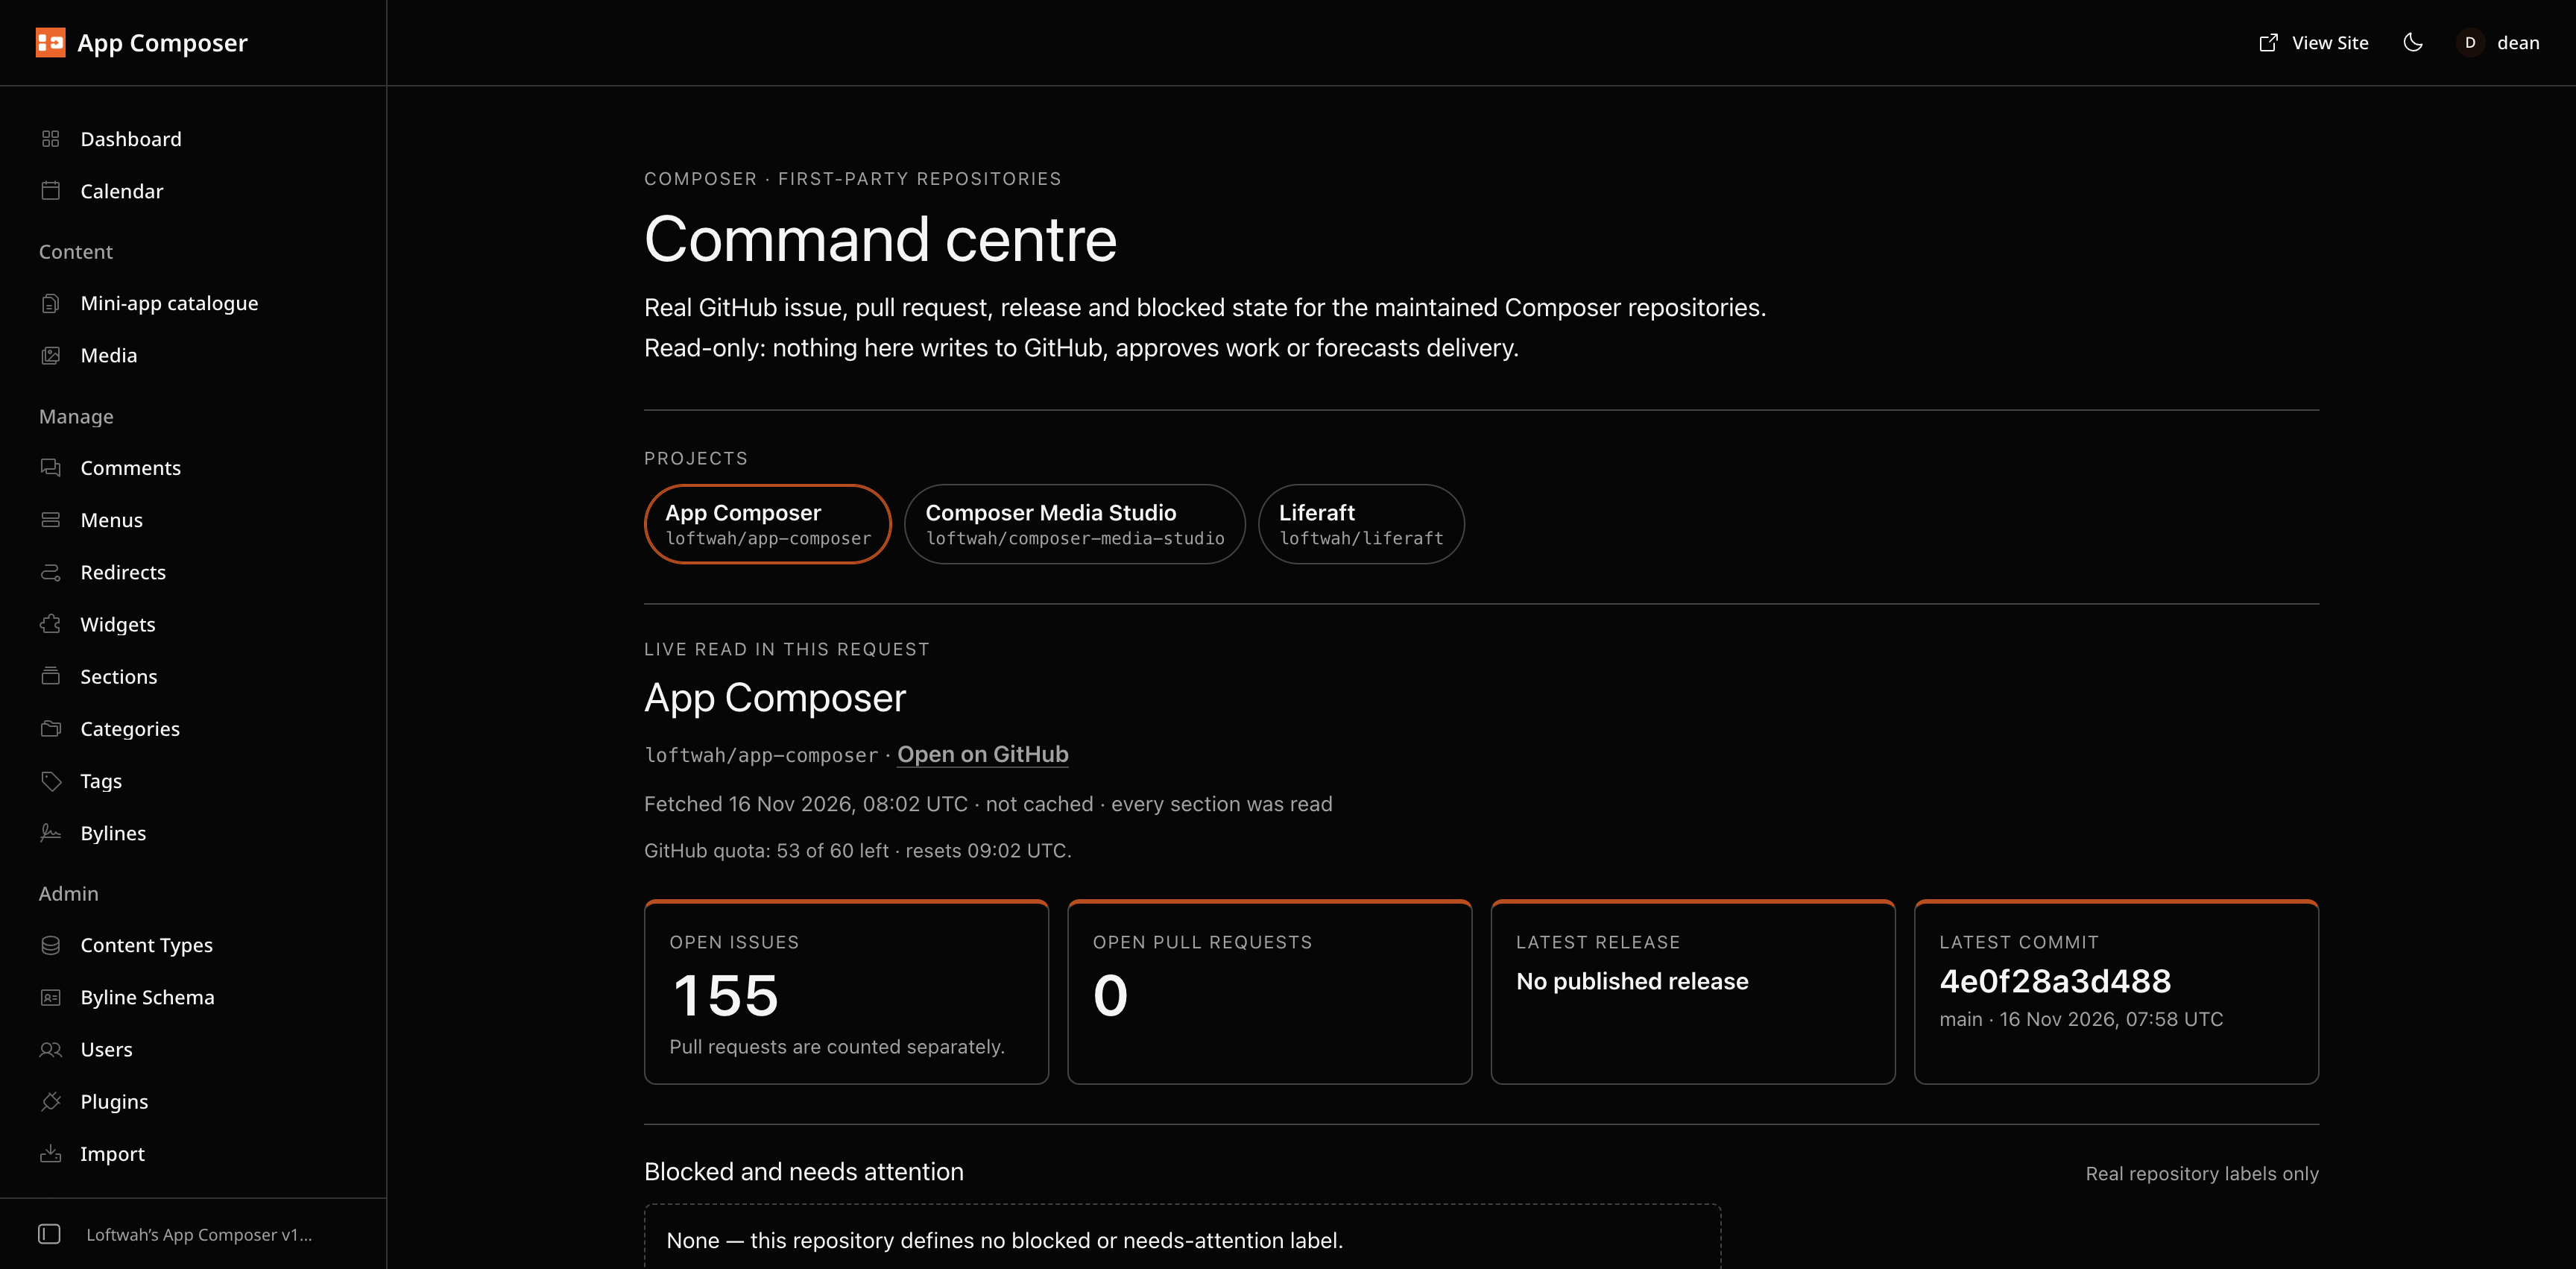 App Composer
View Site
D
dean
Dashboard
Calendar
Content
Mini-app catalogue
Media
Manage
Comments
Menus
Redirects
Widgets
Sections
Categories
Tags
Bylines
Admin
Content Types
Byline Schema
Users
Plugins
Import
Loftwah's App Composer v1...
COMPOSER · FIRST-PARTY REPOSITORIES
Command centre
Real GitHub issue, pull request, release and blocked state for the maintained Composer repositories.
Read-only: nothing here writes to GitHub, approves work or forecasts delivery.
PROJECTS
App Composer
loftwah/app-composer
Composer Media Studio
loftwah/composer-media-studio
Liferaft
loftwah/liferaft
LIVE READ IN THIS REQUEST
App Composer
loftwah/app-composer · Open on GitHub
Fetched 16 Nov 2026, 08:02 UTC · not cached · every section was read
GitHub quota: 53 of 60 left · resets 09:02 UTC.
OPEN ISSUES
155
Pull requests are counted separately.
OPEN PULL REQUESTS
0
LATEST RELEASE
No published release
LATEST COMMIT
4e0f28a3d488
main · 16 Nov 2026, 07:58 UTC
Blocked and needs attention
Real repository labels only
None — this repository defines no blocked or needs-attention label.